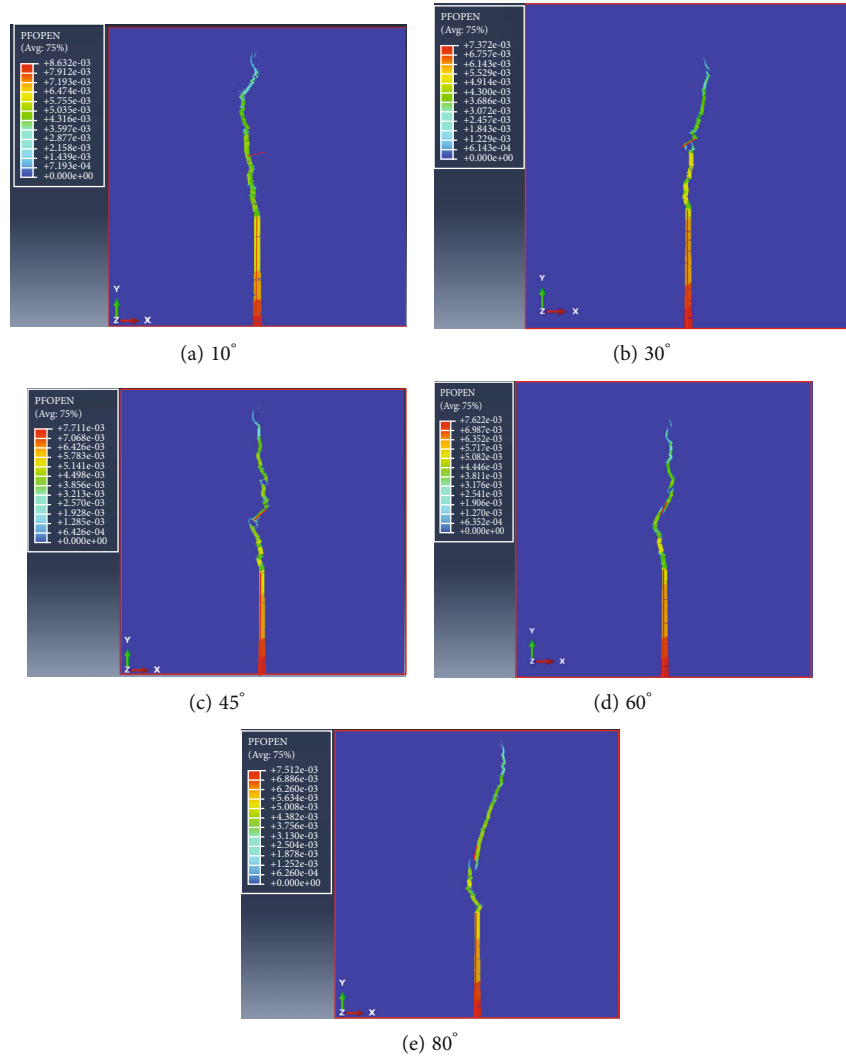 PFOPEN
(Avg: 75%)
+8.632e-03
+7.912e-03
+7.193e-03
+6.474e-03
+5.755e-03
+5.035e-03
+4.316e-03
+3.597e-03
+2.877e-03
+2.158e-03
+1.439e-03
+7.193e-04
+0.000e+00
Y
Z X
(a) 10°
PFOPEN
(Avg: 75%)
+7.372e-03
+6.757e-03
+6.143e-03
+5.529e-03
+4.914e-03
+4.300e-03
+3.686e-03
+3.072e-03
+2.457e-03
+1.843e-03
+1.229e-03
+6.143e-04
+0.000e+00
Y
Z X
(b) 30°
PFOPEN
(Avg: 75%)
+7.711e-03
+7.068e-03
+6.426e-03
+5.783e-03
+5.141e-03
+4.498e-03
+3.856e-03
+3.213e-03
+2.570e-03
+1.928e-03
+1.285e-03
+6.426e-04
+0.000e+00
Y
Z X
(c) 45°
PFOPEN
(Avg: 75%)
+7.622e-03
+6.987e-03
+6.352e-03
+5.717e-03
+5.082e-03
+4.446e-03
+3.811e-03
+3.176e-03
+2.541e-03
+1.906e-03
+1.270e-03
+6.352e-04
+0.000e+00
Y
Z X
(d) 60°
PFOPEN
(Avg: 75%)
+7.512e-03
+6.886e-03
+6.260e-03
+5.634e-03
+5.008e-03
+4.382e-03
+3.756e-03
+3.130e-03
+2.504e-03
+1.878e-03
+1.252e-03
+6.260e-04
+0.000e+00
Y
Z X
(e) 80°